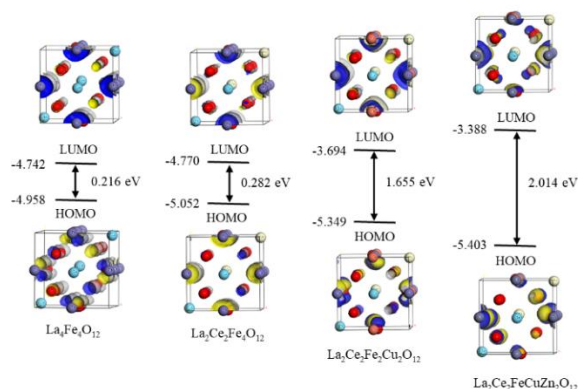 LUMO
-4.742
0.216 eV
-4.958
HOMO
La₄Fe₄O₁₂
LUMO
-4.770
0.282 eV
-5.052
HOMO
La₂Ce₂Fe₄O₁₂
LUMO
-3.694
1.655 eV
-5.349
HOMO
La₂Ce₂Fe₂Cu₂O₁₂
LUMO
-3.388
2.014 eV
-5.403
HOMO
La₂Ce₂FeCuZn₂O₁₂